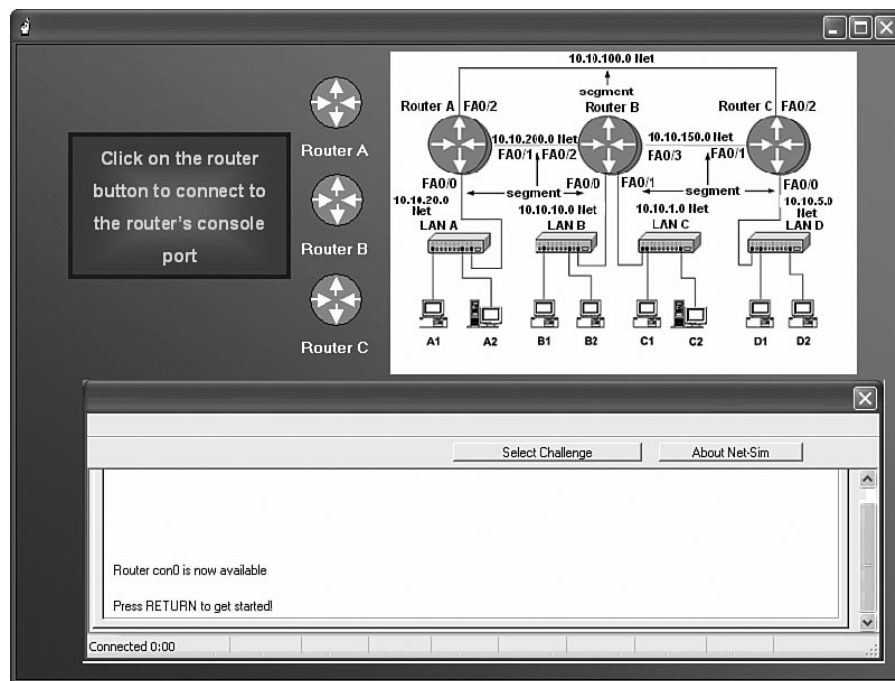 Click on the router
button to connect to
the router's console
port
Router A
Router B
Router C
10.10.100.0 Net
segment
Router A
FA0/2
Router B
Router C
FA0/2
10.10.200.0 Net
FA0/1
FA0/2
10.10.150.0 Net
FA0/3
FA0/1
FA0/0
segment
FA0/0
FA0/1
segment
FA0/0
10.10.20.0
Net
10.10.10.0 Net
10.10.1.0 Net
10.10.5.0
Net
LAN A
LAN B
LAN C
LAN D
A1
A2
B1
B2
C1
C2
D1
D2
Select Challenge
About Net-Sim
Router con0 is now available
Press RETURN to get started!
Connected 0:00